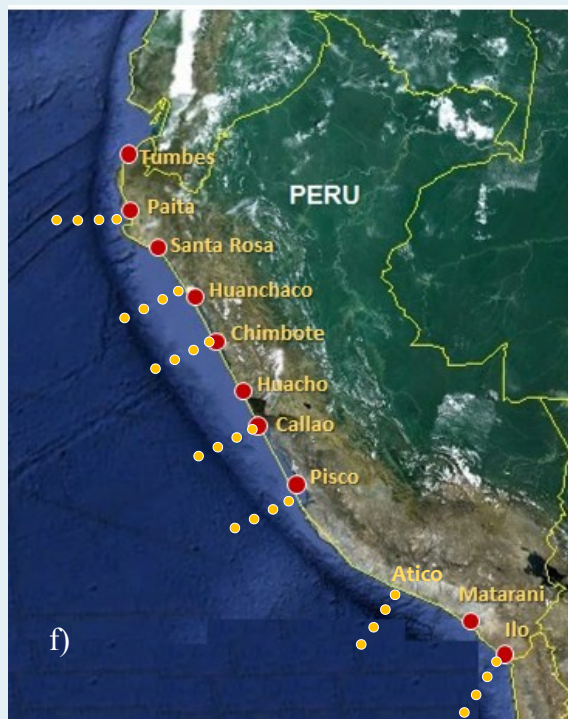 Tumbes
PERU
Paita
Santa Rosa
Huanchaco
Chimbote
Huacho
Callao
Pisco
Atico
Matarani
Ilo
f)